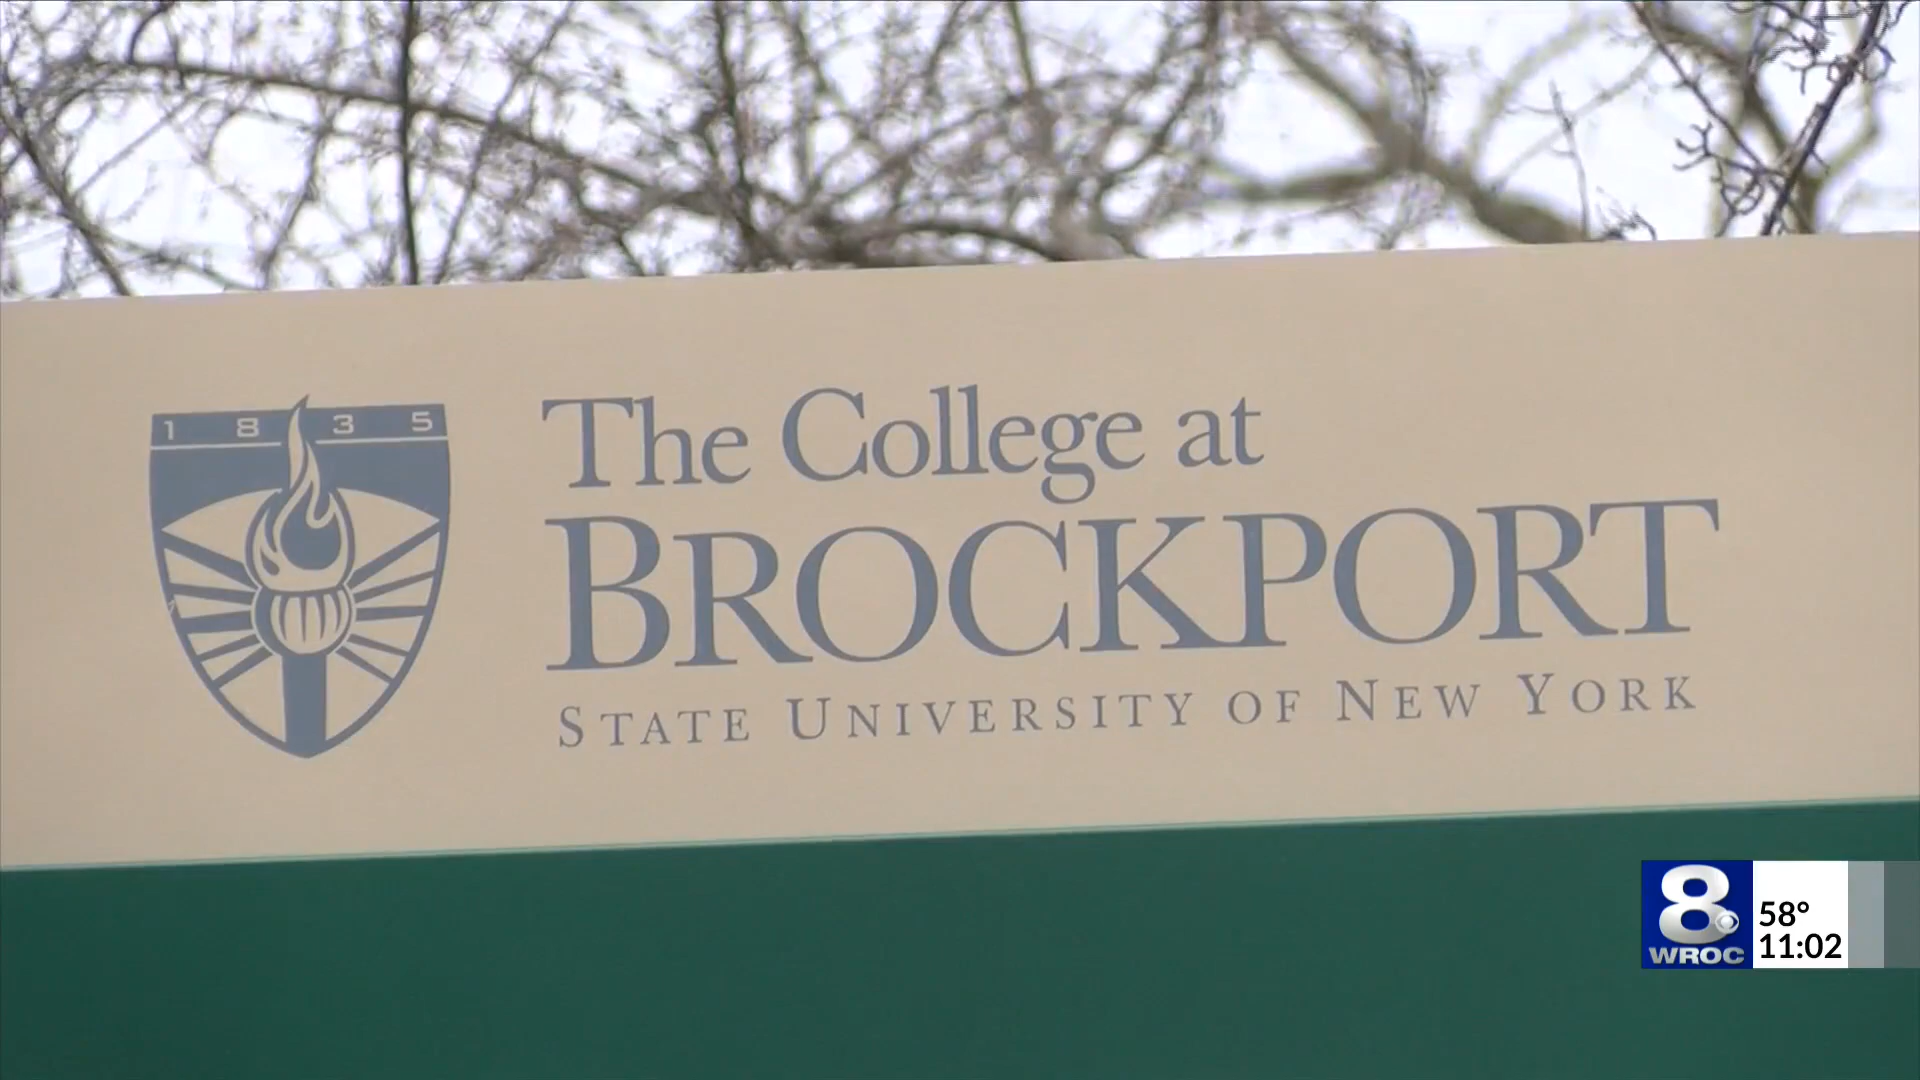 1 8 3 5
The College at
BROCKPORT
STATE UNIVERSITY OF NEW YORK
8
WROC
58°
11:02